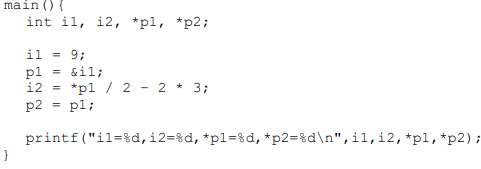 main(){
int i1, i2, *p1, *p2;
i1 = 9;
p1 = &i1;
i2 = *p1 / 2 - 2 * 3;
p2 = p1;
printf("i1=%d,i2=%d,*p1=%d,*p2=%d\n",i1,i2,*p1,*p2);
}